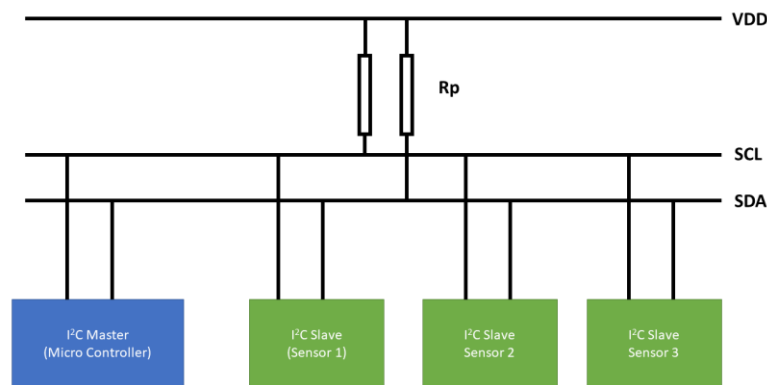 VDD
Rp
SCL
SDA
I²C Master
(Micro Controller)
I²C Slave
(Sensor 1)
I²C Slave
Sensor 2
I²C Slave
Sensor 3